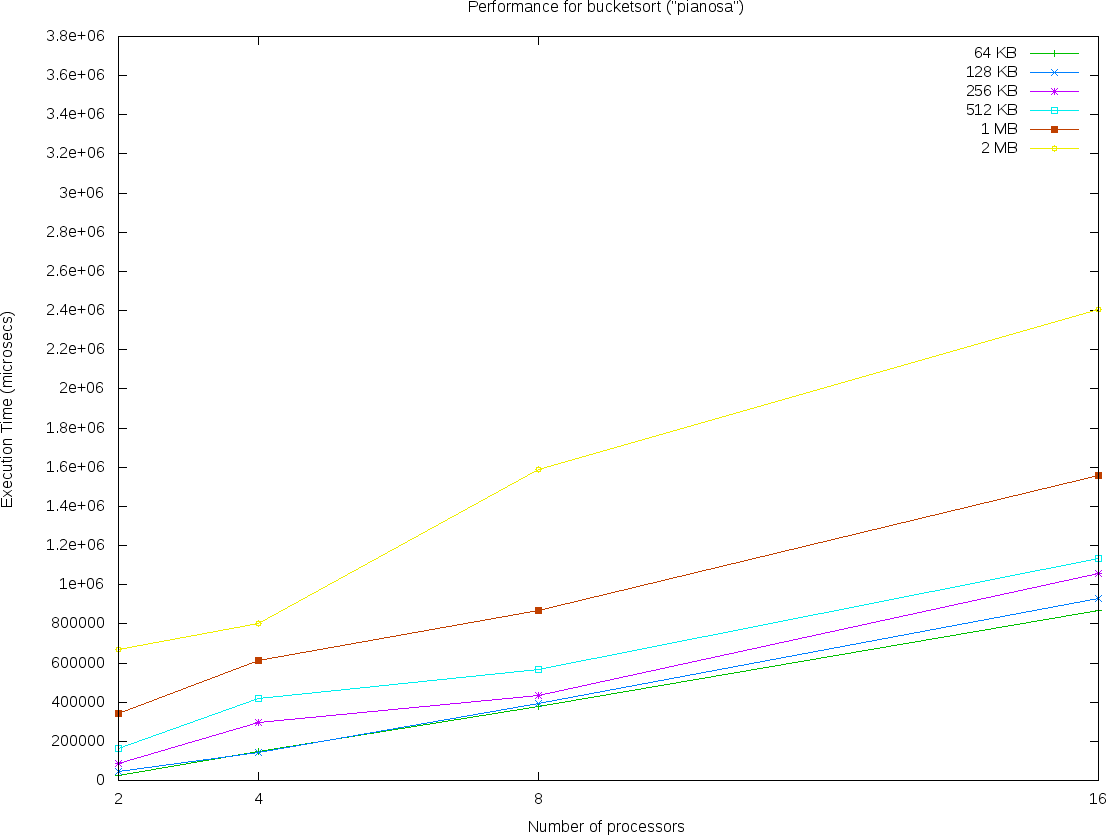 Performance for bucketsort ("pianosa")
3.8e+06
3.6e+06
3.4e+06
3.2e+06
3e+06
2.8e+06
2.6e+06
2.4e+06
2.2e+06
2e+06
1.8e+06
1.6e+06
1.4e+06
1.2e+06
1e+06
800000
600000
400000
200000
0
Execution Time (microsecs)
64 KB
128 KB
256 KB
512 KB
1 MB
2 MB
2 4 8 16
Number of processors